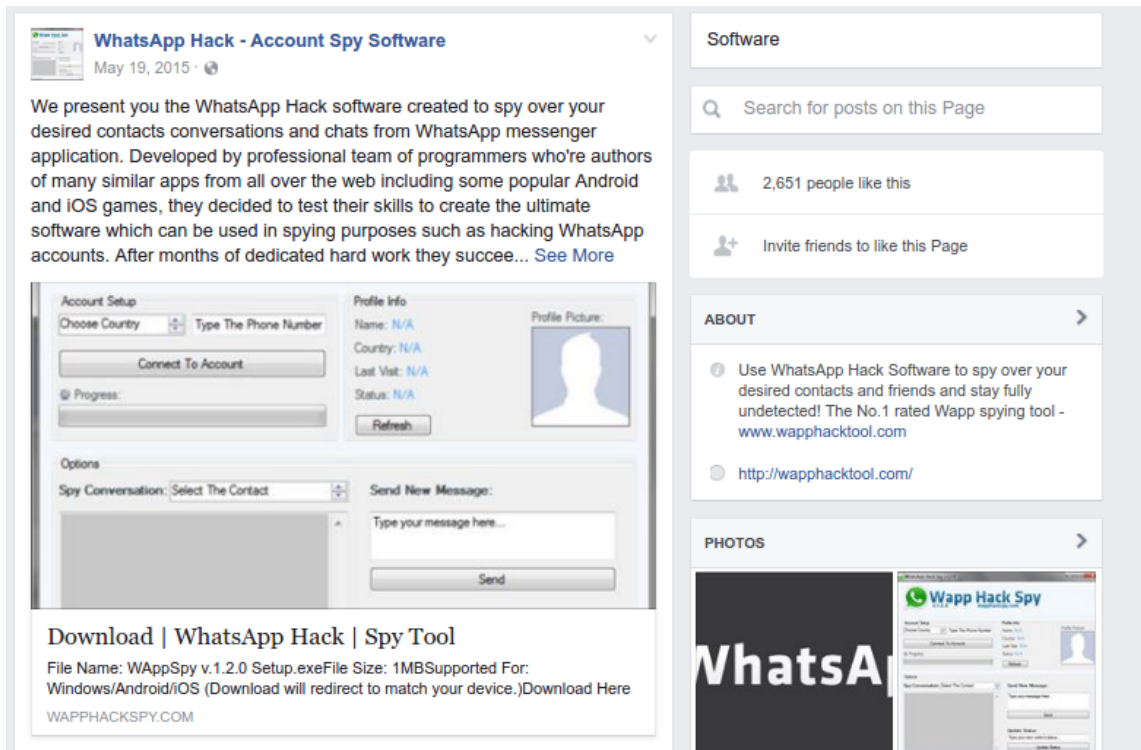 WhatsApp Hack - Account Spy Software
May 19, 2015 ·
We present you the WhatsApp Hack software created to spy over your
desired contacts conversations and chats from WhatsApp messenger
application. Developed by professional team of programmers who're authors
of many similar apps from all over the web including some popular Android
and iOS games, they decided to test their skills to create the ultimate
software which can be used in spying purposes such as hacking WhatsApp
accounts. After months of dedicated hard work they succee... See More
Account Setup
Choose Country
Type The Phone Number
Connect To Account
Progress:
Profile Info
Name: N/A
Country: N/A
Last Visit: N/A
Status: N/A
Refresh
Profile Picture:
Options
Spy Conversation: Select The Contact
Send New Message:
Type your message here...
Send
Download | WhatsApp Hack | Spy Tool
File Name: WAppSpy v.1.2.0 Setup.exeFile Size: 1MBSupported For:
Windows/Android/iOS (Download will redirect to match your device.)Download Here
WAPPHACKSPY.COM
Software
Search for posts on this Page
2,651 people like this
Invite friends to like this Page
ABOUT
Use WhatsApp Hack Software to spy over your
desired contacts and friends and stay fully
undetected! The No.1 rated Wapp spying tool -
www.wapphacktool.com
http://wapphacktool.com/
PHOTOS
WhatsA
Wapp Hack Spy
v.1.2.0